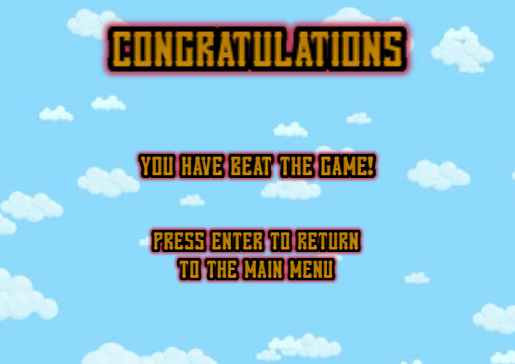 CONGRATULATIONS
YOU HAVE BEAT THE GAME!
PRESS ENTER TO RETURN
TO THE MAIN MENU